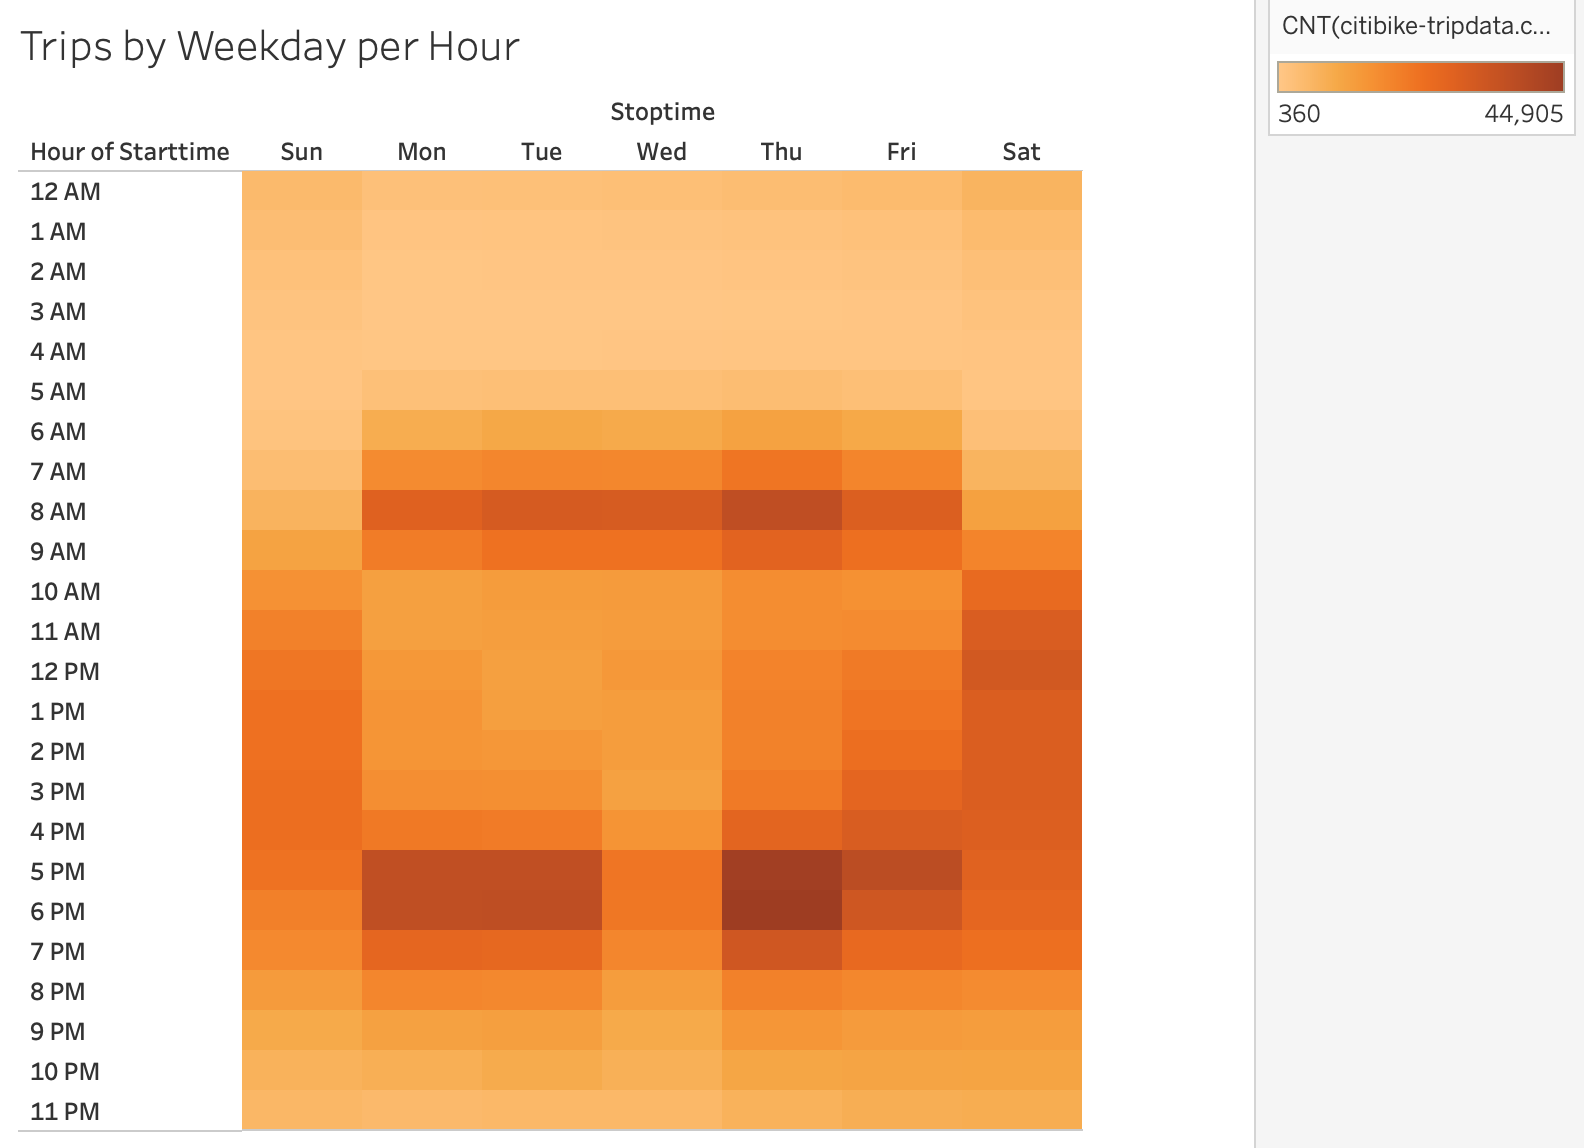 Trips by Weekday per Hour
CNT(citibike-tripdata.c...
360 44,905
Stoptime
Hour of Starttime Sun Mon Tue Wed Thu Fri Sat
12 AM
1 AM
2 AM
3 AM
4 AM
5 AM
6 AM
7 AM
8 AM
9 AM
10 AM
11 AM
12 PM
1 PM
2 PM
3 PM
4 PM
5 PM
6 PM
7 PM
8 PM
9 PM
10 PM
11 PM